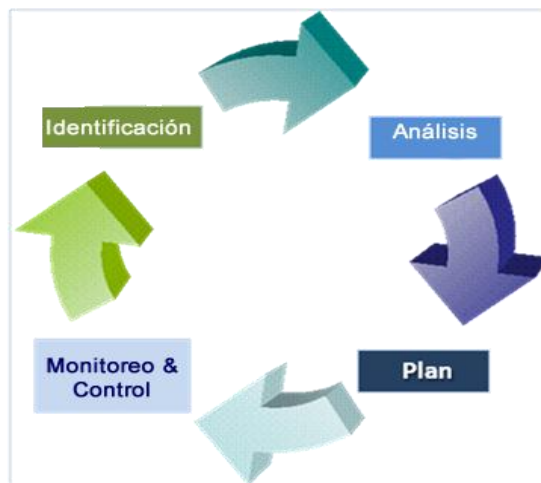 Identificación
Análisis
Plan
Monitoreo &
Control